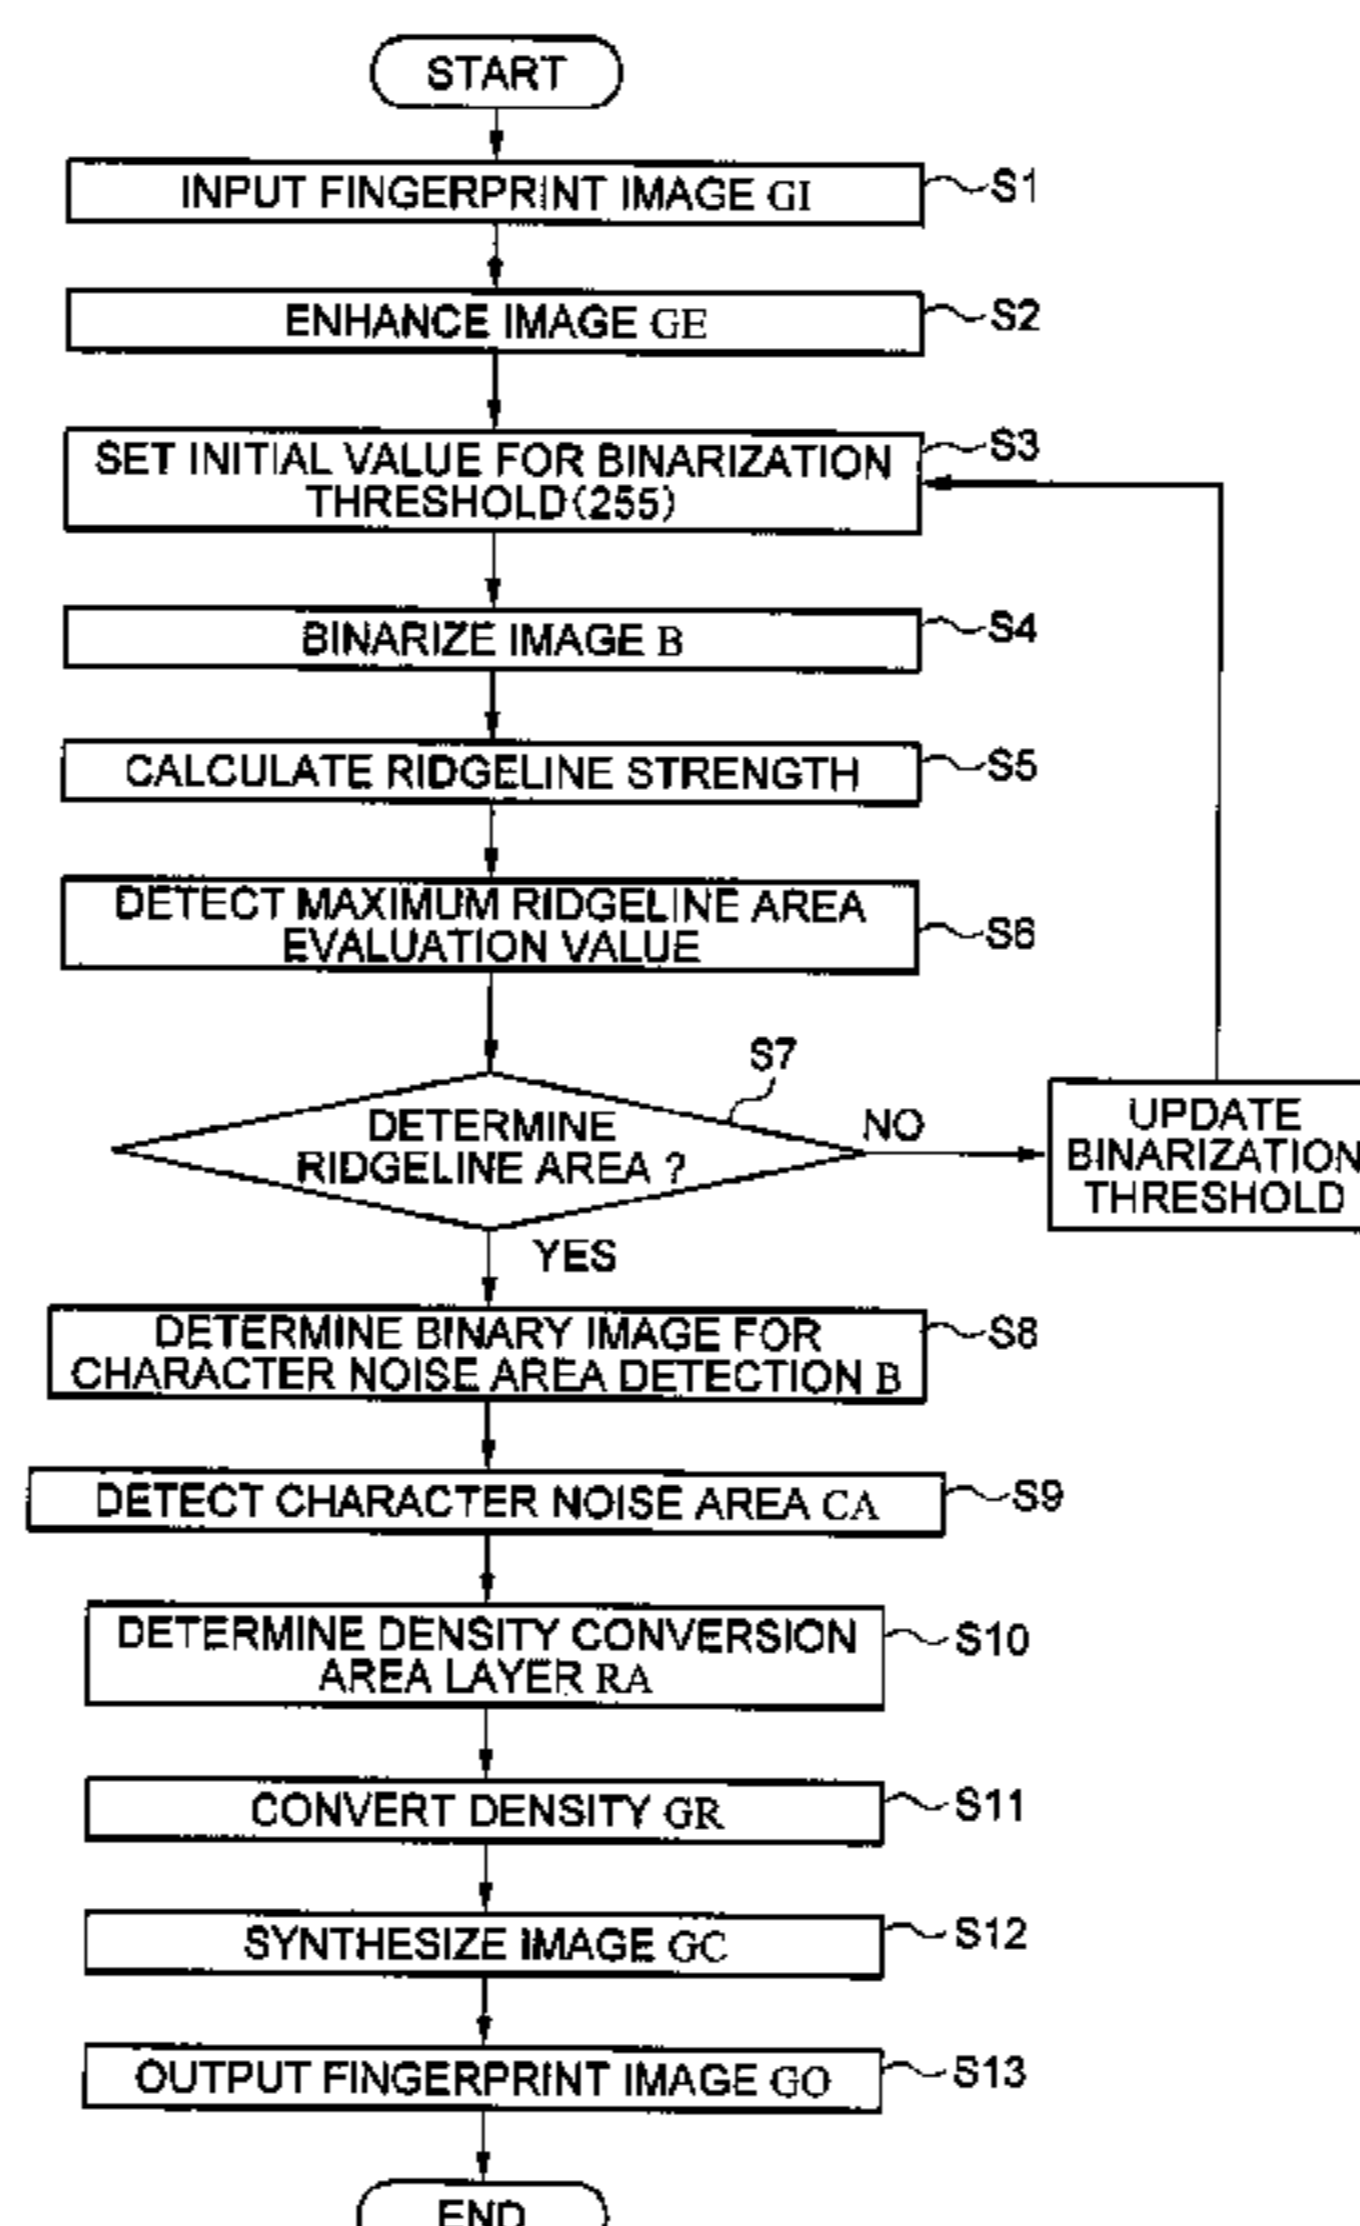 START
INPUT FINGERPRINT IMAGE GI
S1
ENHANCE IMAGE GE
S2
SET INITIAL VALUE FOR BINARIZATION
THRESHOLD(255)
S3
BINARIZE IMAGE B
S4
CALCULATE RIDGELINE STRENGTH
S5
DETECT MAXIMUM RIDGELINE AREA
EVALUATION VALUE
S6
S7
DETERMINE
RIDGELINE AREA ?
NO
UPDATE
BINARIZATION
THRESHOLD
YES
DETERMINE BINARY IMAGE FOR
CHARACTER NOISE AREA DETECTION B
S8
DETECT CHARACTER NOISE AREA CA
S9
DETERMINE DENSITY CONVERSION
AREA LAYER RA
S10
CONVERT DENSITY GR
S11
SYNTHESIZE IMAGE GC
S12
OUTPUT FINGERPRINT IMAGE GO
S13
END